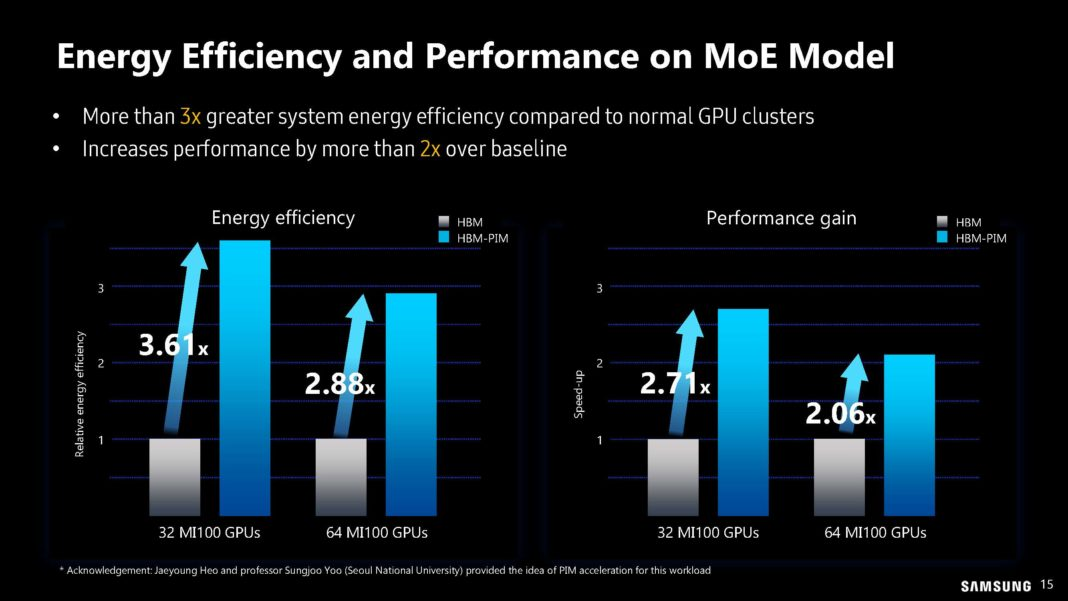 Energy Efficiency and Performance on MoE Model
• More than 3x greater system energy efficiency compared to normal GPU clusters
• Increases performance by more than 2x over baseline
Energy efficiency
HBM
HBM-PIM
Relative energy efficiency
3
2
1
3.61x
2.88x
32 MI100 GPUs
64 MI100 GPUs
Performance gain
HBM
HBM-PIM
Speed-up
3
2
1
2.71x
2.06x
32 MI100 GPUs
64 MI100 GPUs
* Acknowledgement: Jaeyoung Heo and professor Sungjoo Yoo (Seoul National University) provided the idea of PIM acceleration for this workload
SAMSUNG 15